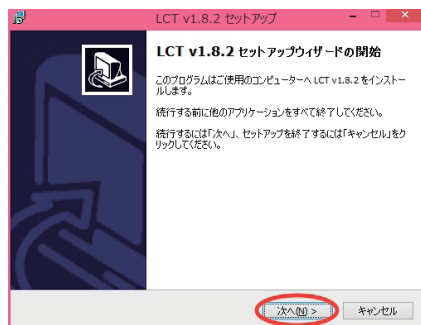 LCT v1.8.2 セットアップ
LCT v1.8.2 セットアップウィザードの開始
このプログラムはご使用のコンピューターへ LCT v1.8.2 をインストー
ルします。
続行する前に他のアプリケーションをすべて終了してください。
続行するには「次へ」、セットアップを終了するには「キャンセル」をク
リックしてください。
次へ(N) >
キャンセル